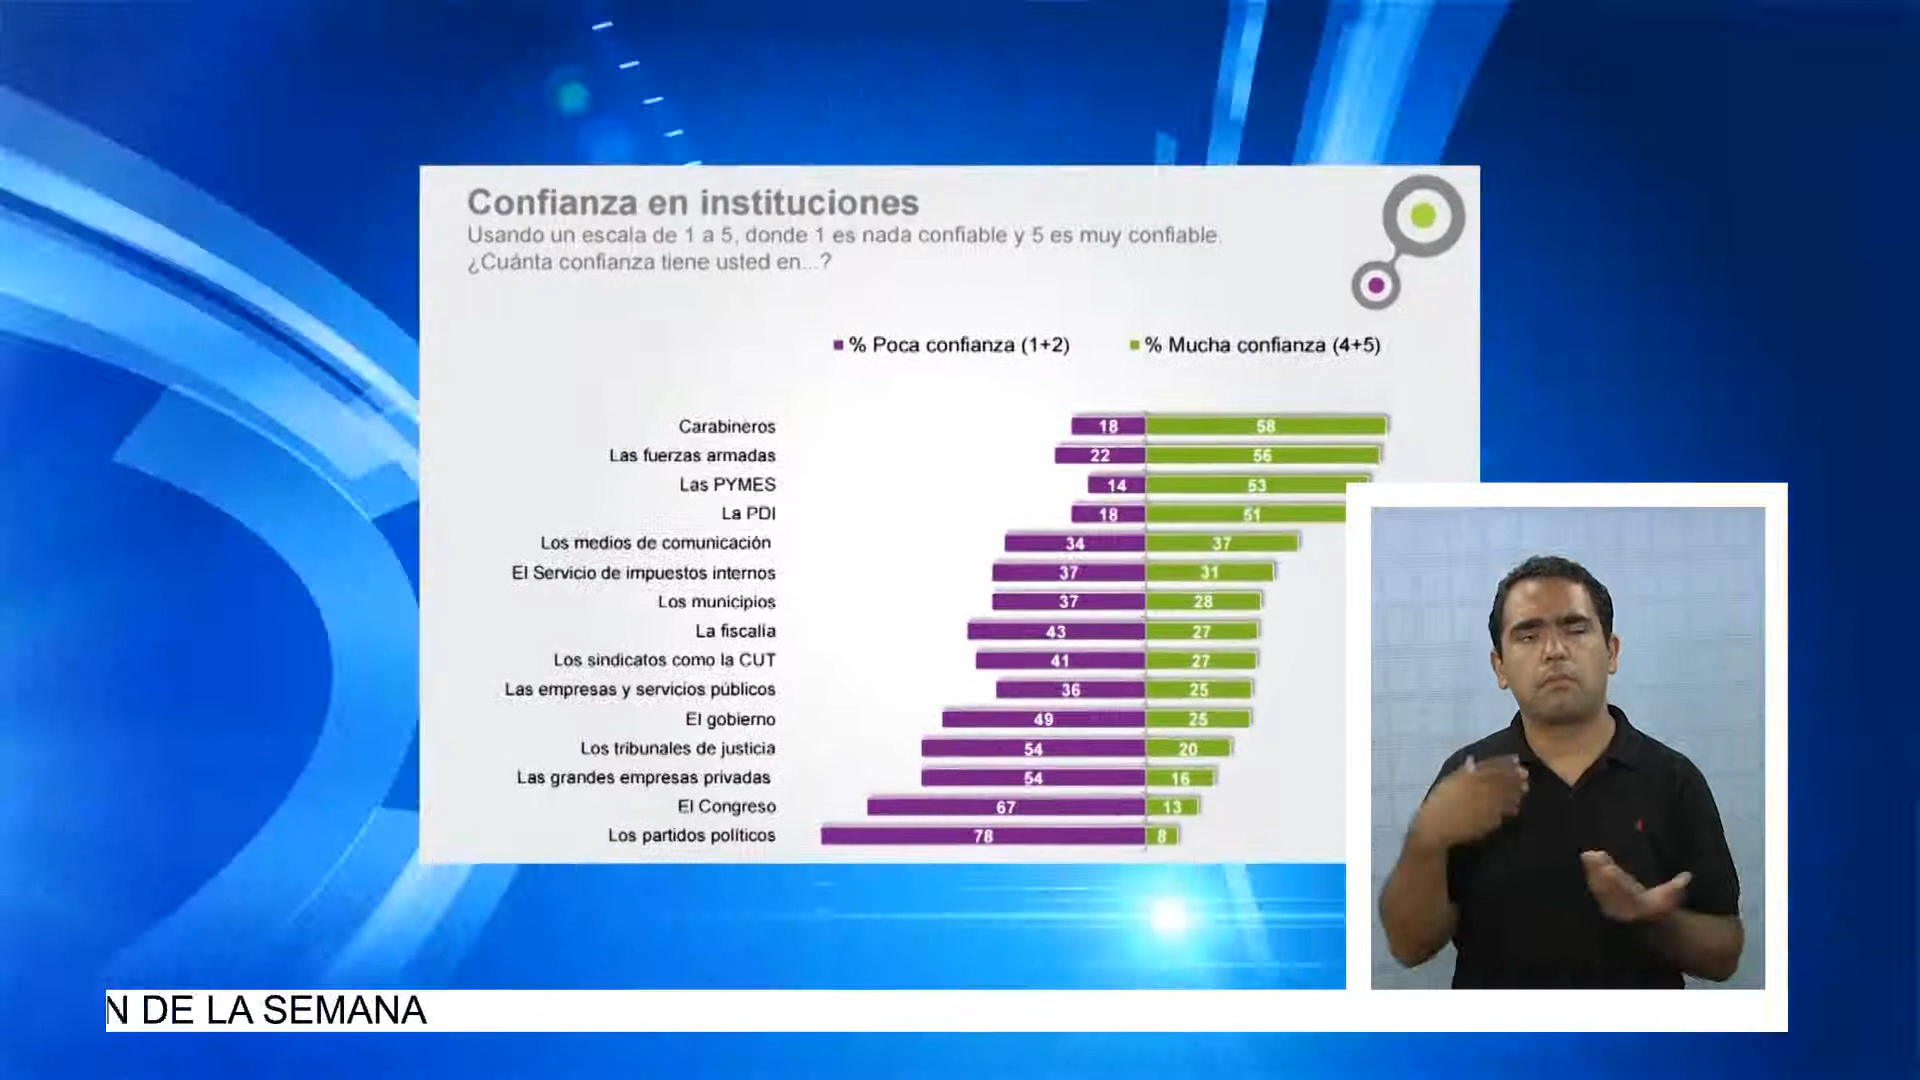 Confianza en instituciones
Usando un escala de 1 a 5, donde 1 es nada confiable y 5 es muy confiable.
¿Cuánta confianza tiene usted en...?
% Poca confianza (1+2) % Mucha confianza (4+5)
Carabineros 18 58
Las fuerzas armadas 22 56
Las PYMES 14 53
La PDI 18 51
Los medios de comunicación 34 37
El Servicio de impuestos internos 37 31
Los municipios 37 28
La fiscalía 43 27
Los sindicatos como la CUT 41 27
Las empresas y servicios públicos 36 25
El gobierno 49 25
Los tribunales de justicia 54 20
Las grandes empresas privadas 54 16
El Congreso 67 13
Los partidos políticos 78 8
N DE LA SEMANA